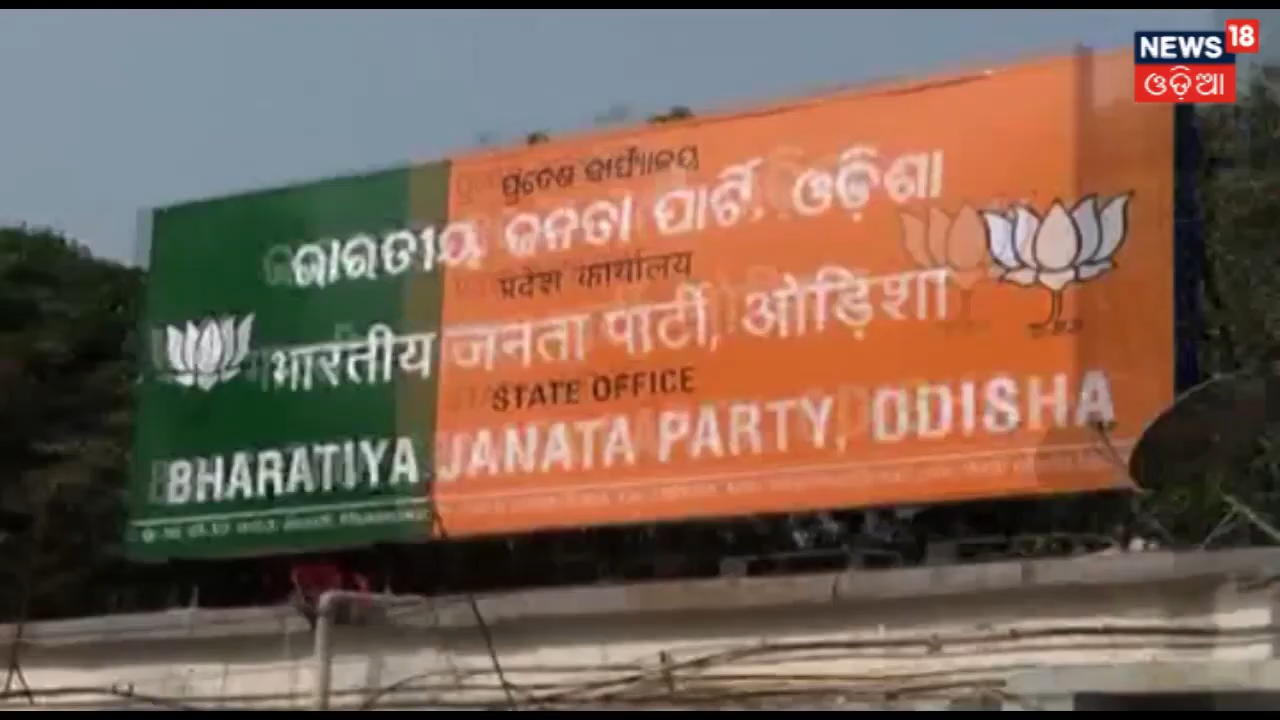 NEWS 18
ଓଡ଼ିଆ
ପ୍ରଦେଶ କାର୍ଯ୍ୟାଳୟ
ଭାରତୀୟ ଜନତା ପାର୍ଟି, ଓଡ଼ିଶା
प्रदेश कार्यालय
भारतीय जनता पार्टी, ओड़िशा
STATE OFFICE
BHARATIYA JANATA PARTY, ODISHA